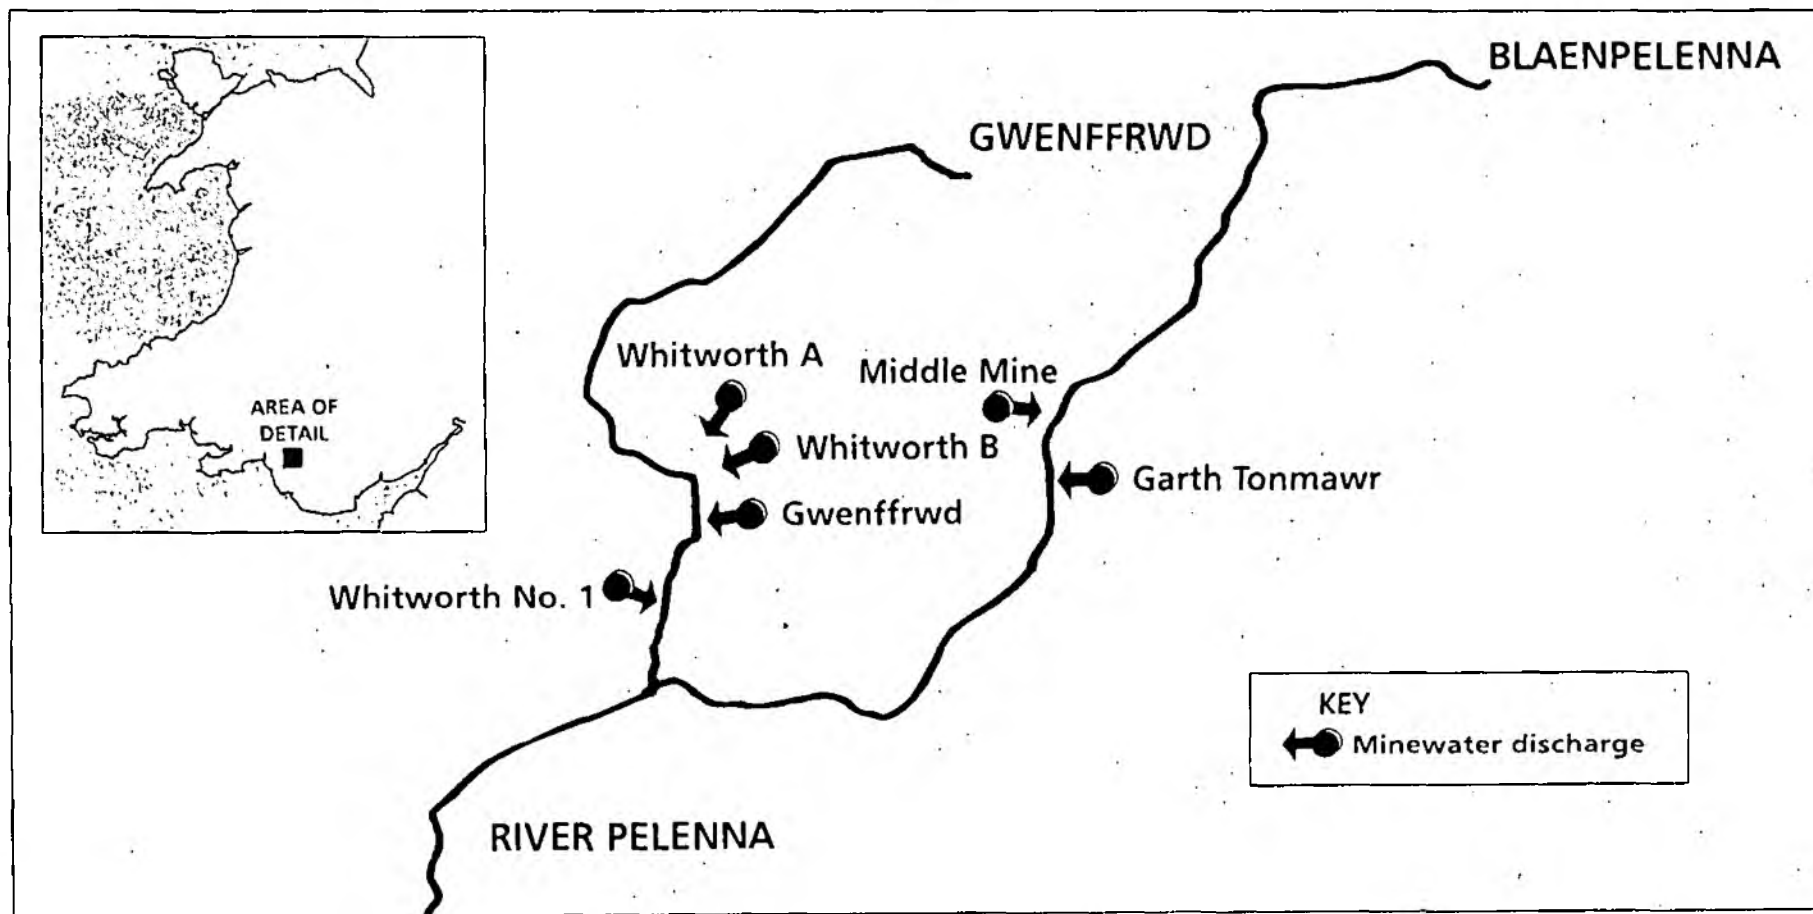 BLAENPELENNA
GWENFFRWD
Whitworth A
Middle Mine
AREA OF
DETAIL
Whitworth B
Garth Tonmawr
Gwenffrwd
Whitworth No. 1
KEY
Minewater discharge
RIVER PELENNA